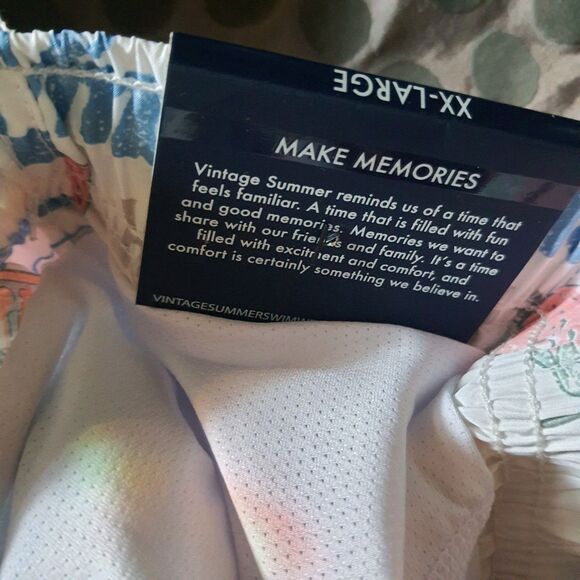 XX-LARGE
MAKE MEMORIES
Vintage Summer reminds us of a time that
feels familiar. A time that is filled with fun
and good memories. Memories we want to
share with our friends and family. It's a time
filled with excitment and comfort, and
comfort is certainly something we believe in.